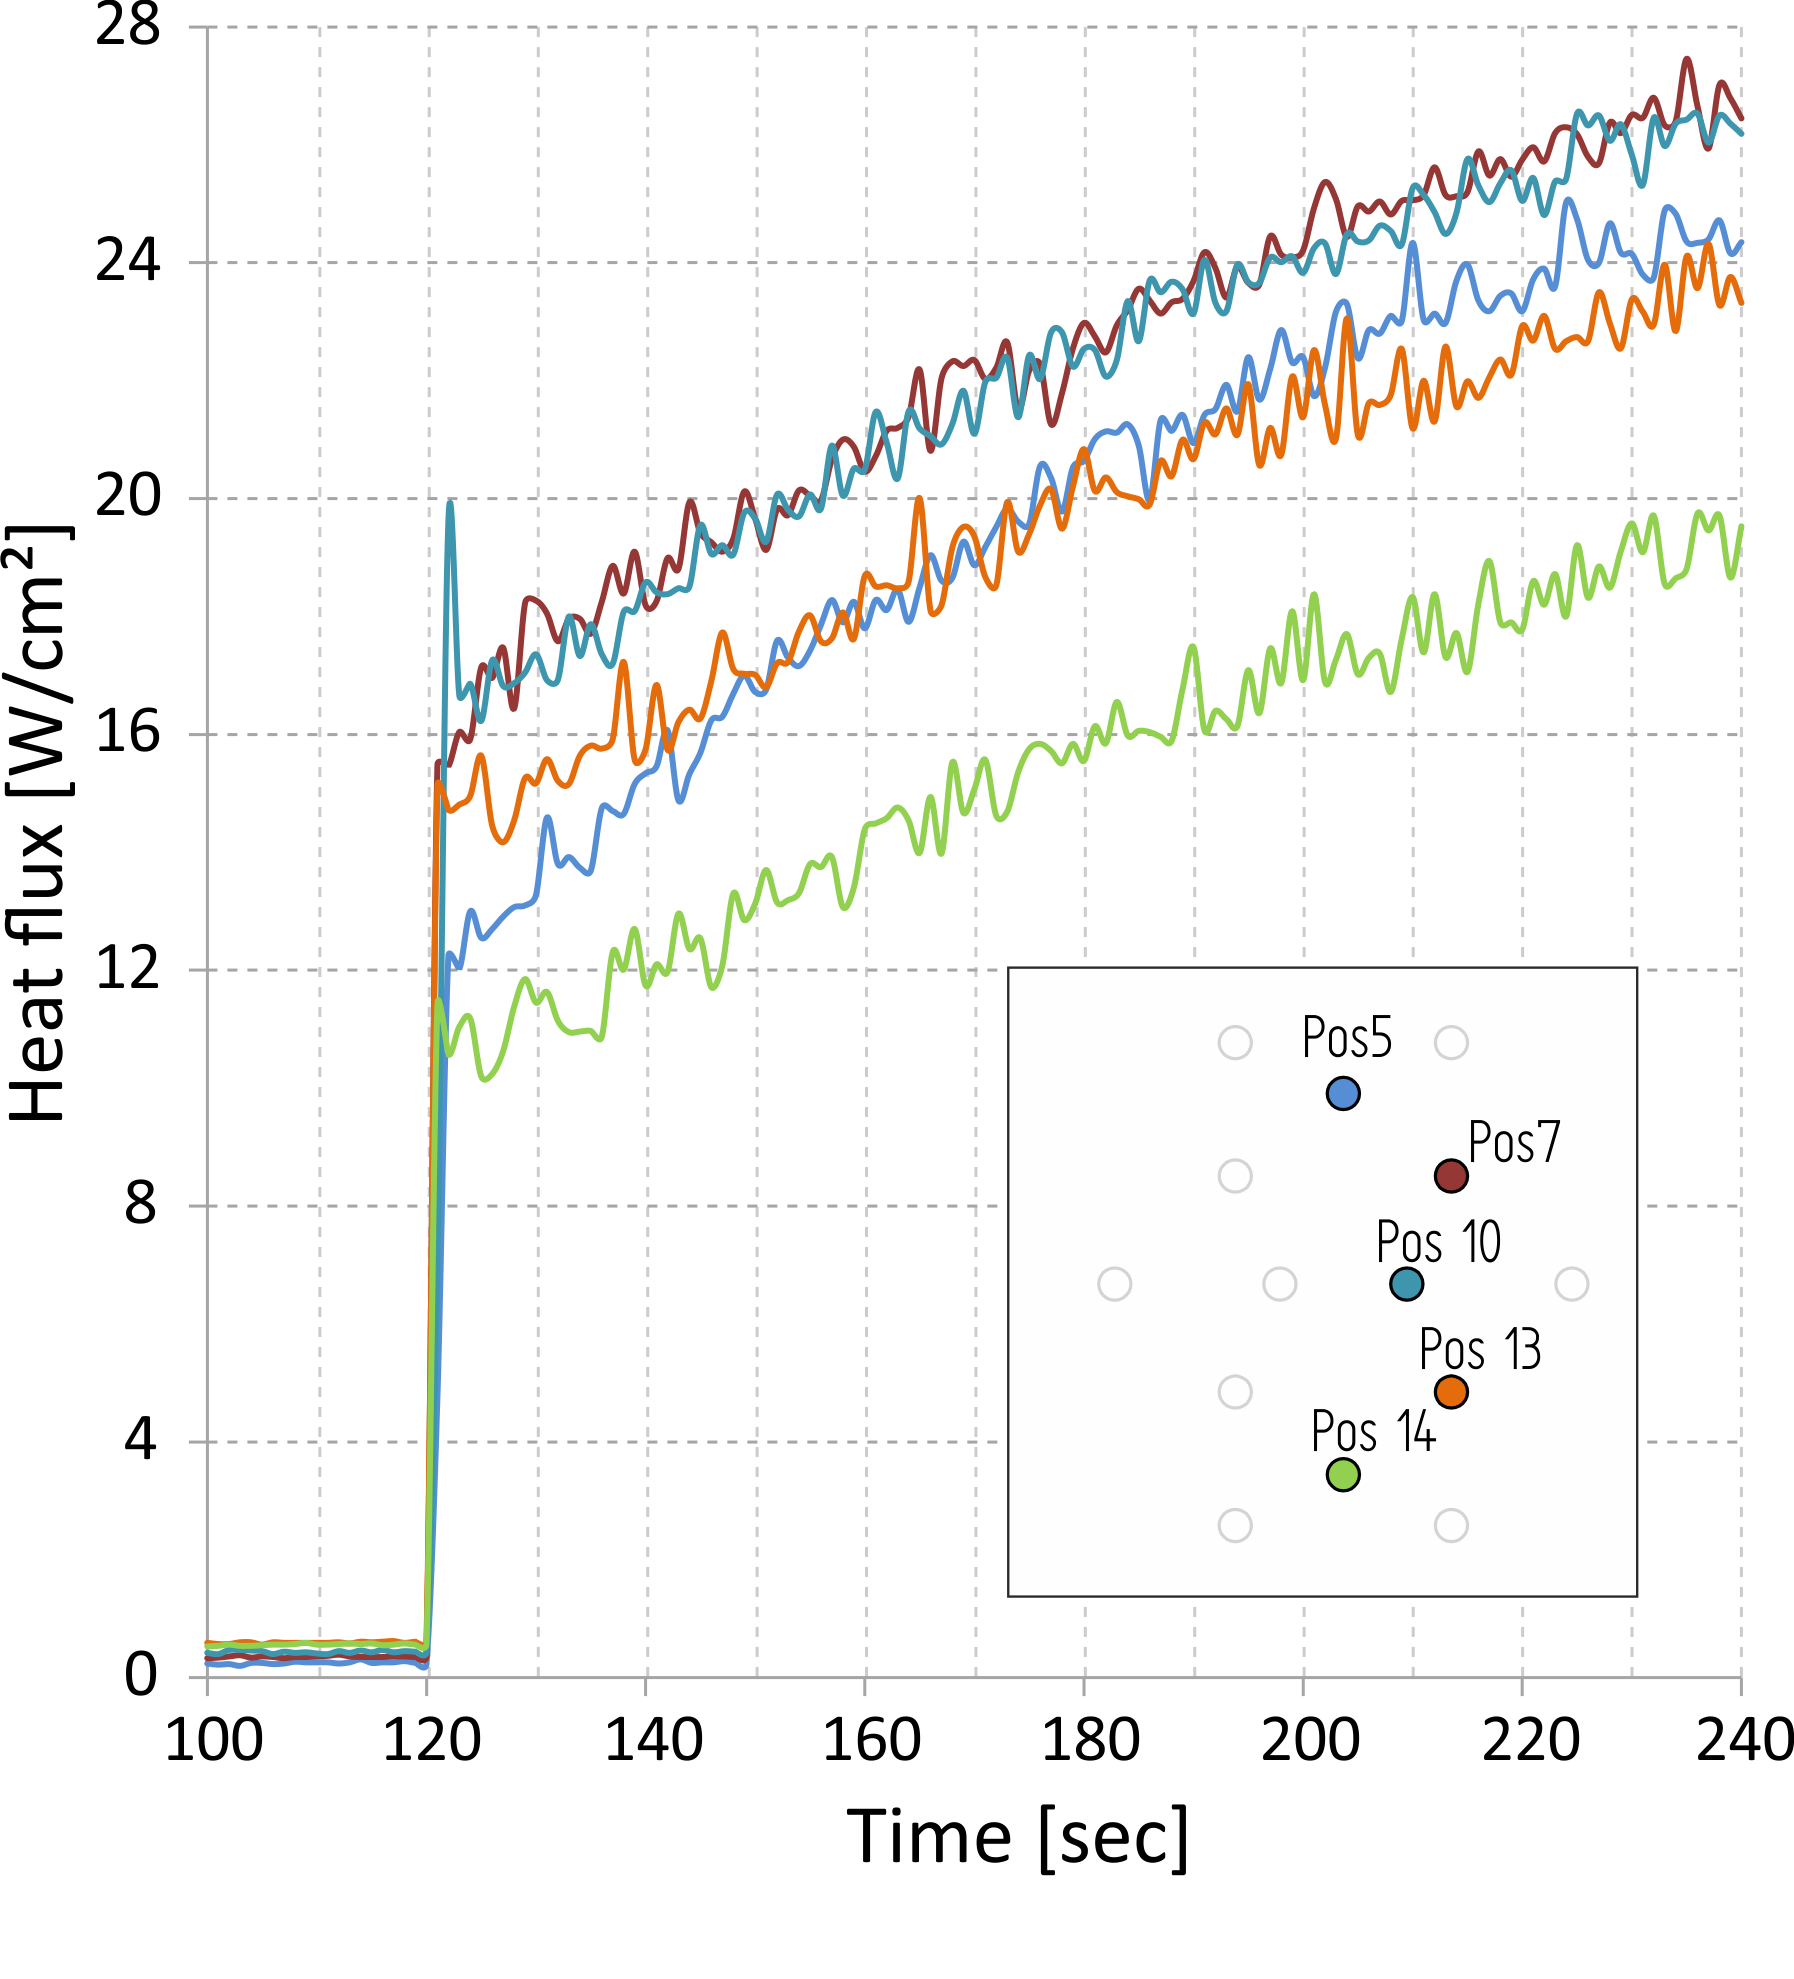 28
24
20
16
12
8
4
0
Heat flux [W/cm²]
100 120 140 160 180 200 220 240
Time [sec]
Pos5
Pos7
Pos 10
Pos 13
Pos 14